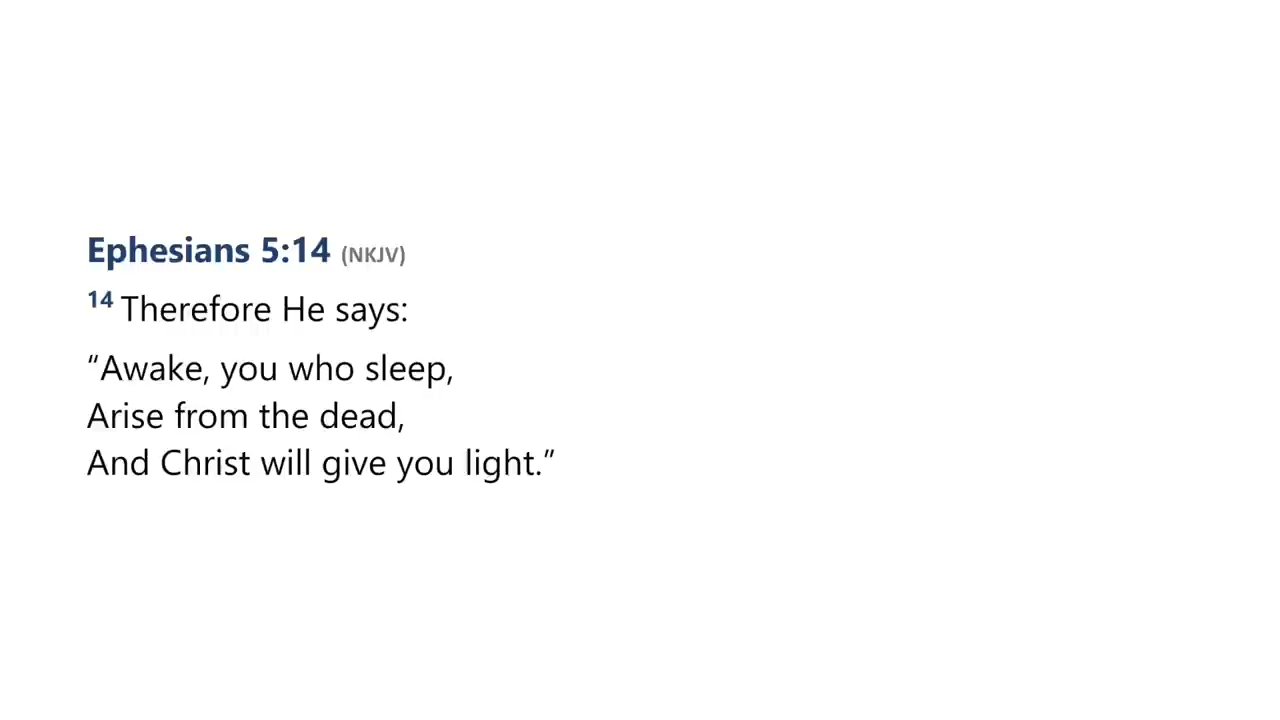 Ephesians 5:14 (NKJV)
14 Therefore He says:
“Awake, you who sleep,
Arise from the dead,
And Christ will give you light.”